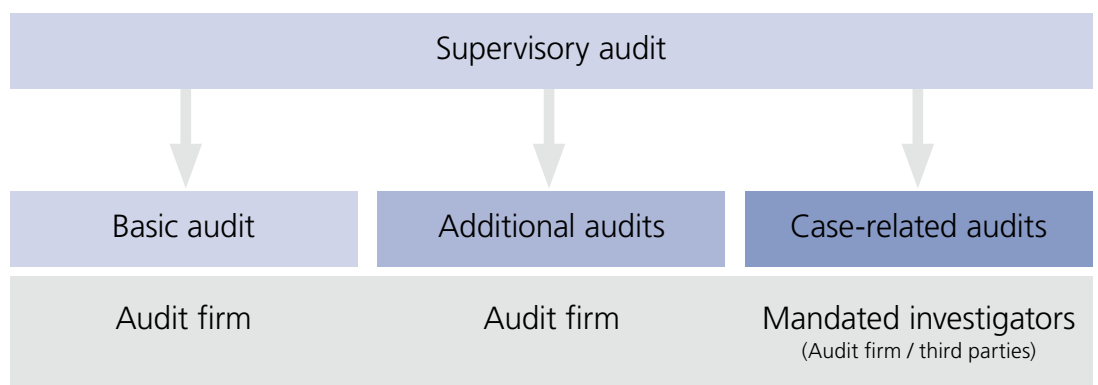 Supervisory audit
Basic audit
Additional audits
Case-related audits
Audit firm
Audit firm
Mandated investigators
(Audit firm / third parties)